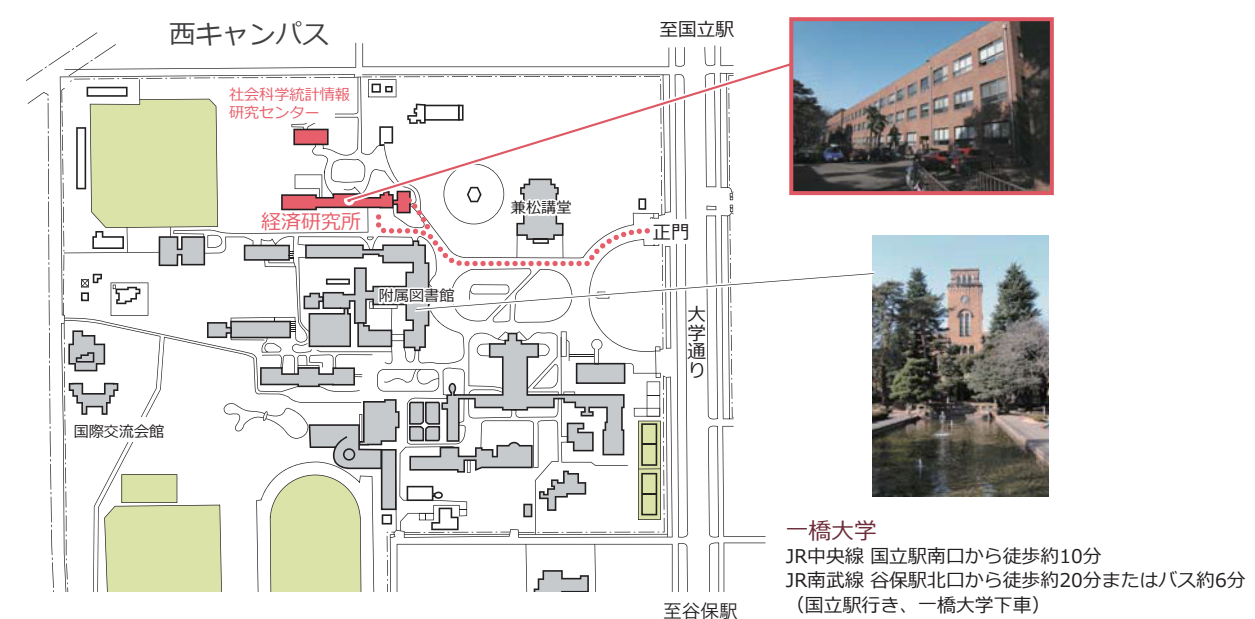 西キャンパス
至国立駅
社会科学統計情報
研究センター
兼松講堂
経済研究所
正門
附属図書館
大学通り
国際交流会館
一橋大学
JR中央線 国立駅南口から徒歩約10分
JR南武線 谷保駅北口から徒歩約20分またはバス約6分
（国立駅行き、一橋大学下車）
至谷保駅